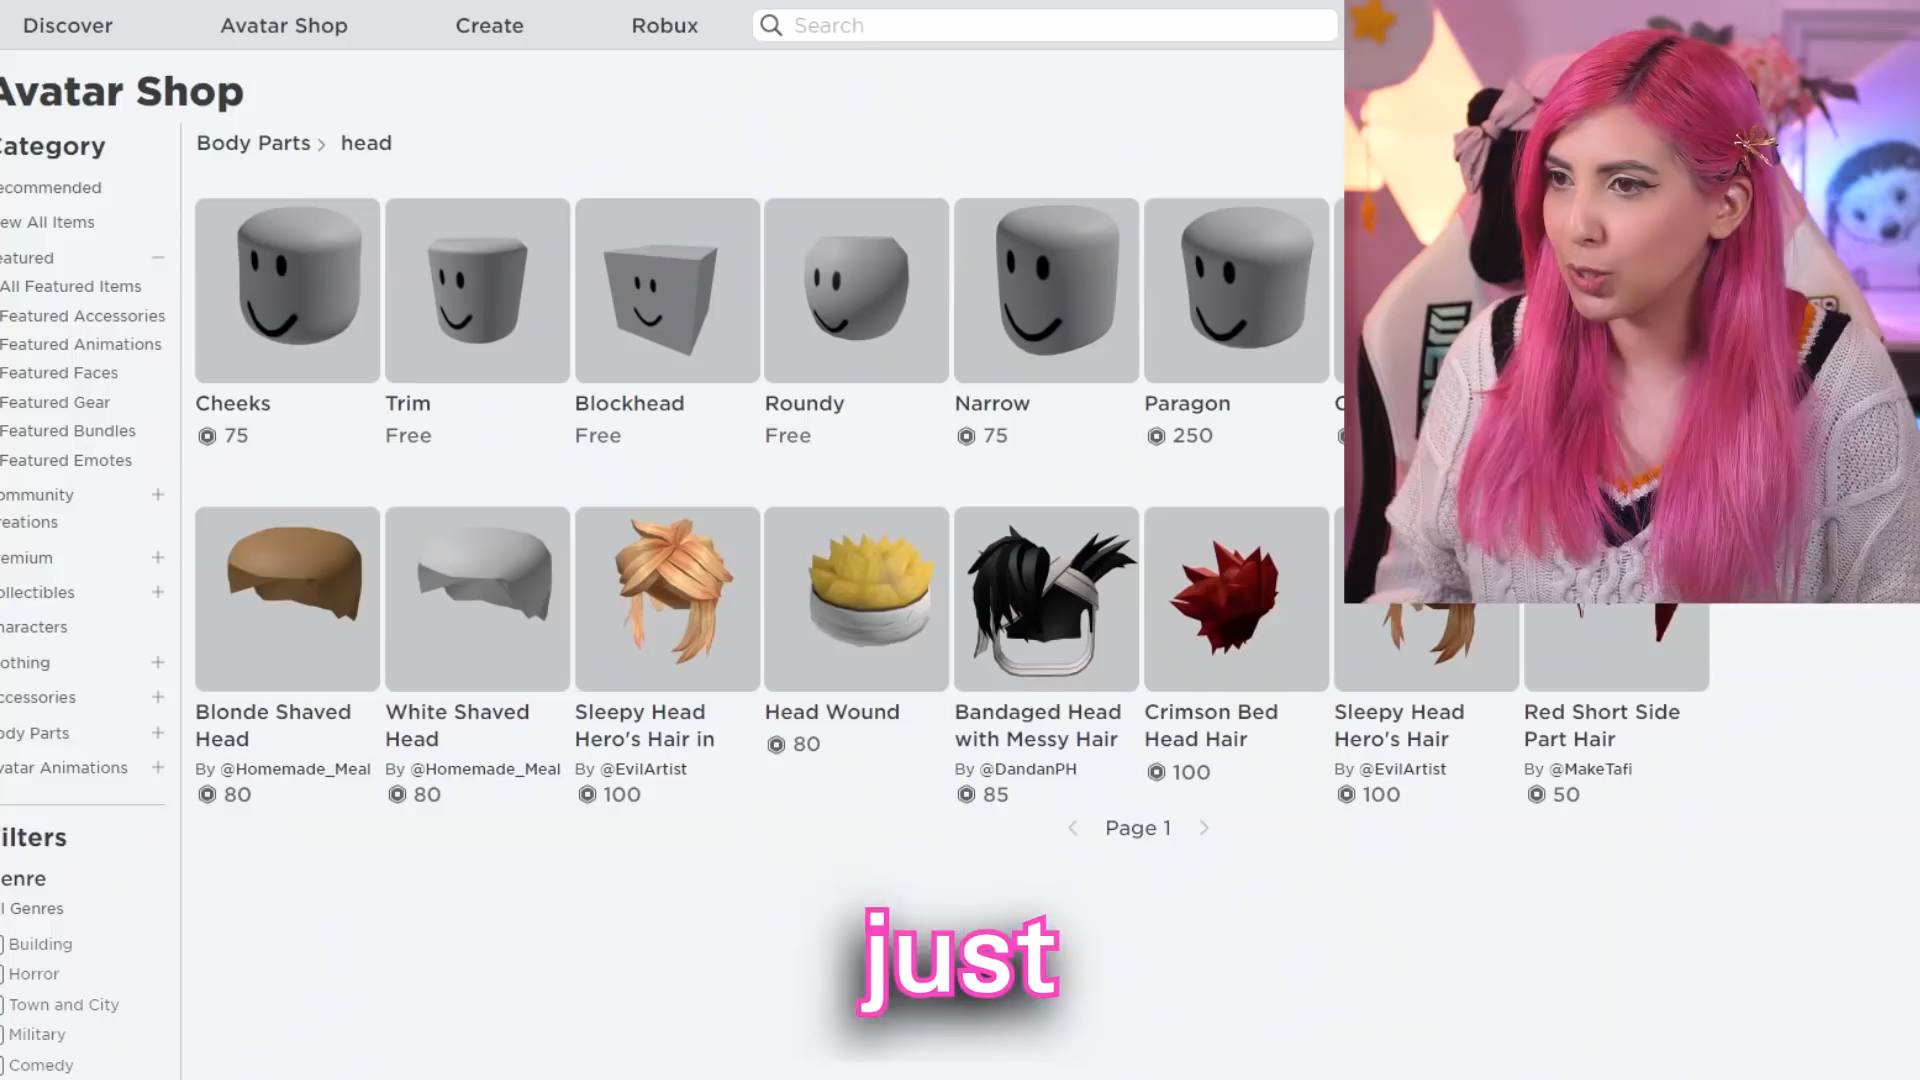 Discover Avatar Shop Create Robux Search
Avatar Shop
Category
Body Parts > head
ecommended
ew All Items
eatured
All Featured Items
Featured Accessories
Featured Animations
Featured Faces
Featured Gear
Featured Bundles
Featured Emotes
ommunity
reations
remium
ollectibles
haracters
othing
ccessories
ody Parts
vatar Animations
ilters
enre
l Genres
Building
Horror
Town and City
Military
Comedy
Cheeks
75
Trim
Free
Blockhead
Free
Roundy
Free
Narrow
75
Paragon
250
Blonde Shaved
Head
By @Homemade_Meal
80
White Shaved
Head
By @Homemade_Meal
80
Sleepy Head
Hero's Hair in
By @EvilArtist
100
Head Wound
80
Bandaged Head
with Messy Hair
By @DandanPH
85
Crimson Bed
Head Hair
100
Sleepy Head
Hero's Hair
By @EvilArtist
100
Red Short Side
Part Hair
By @MakeTafi
50
< Page 1 >
just